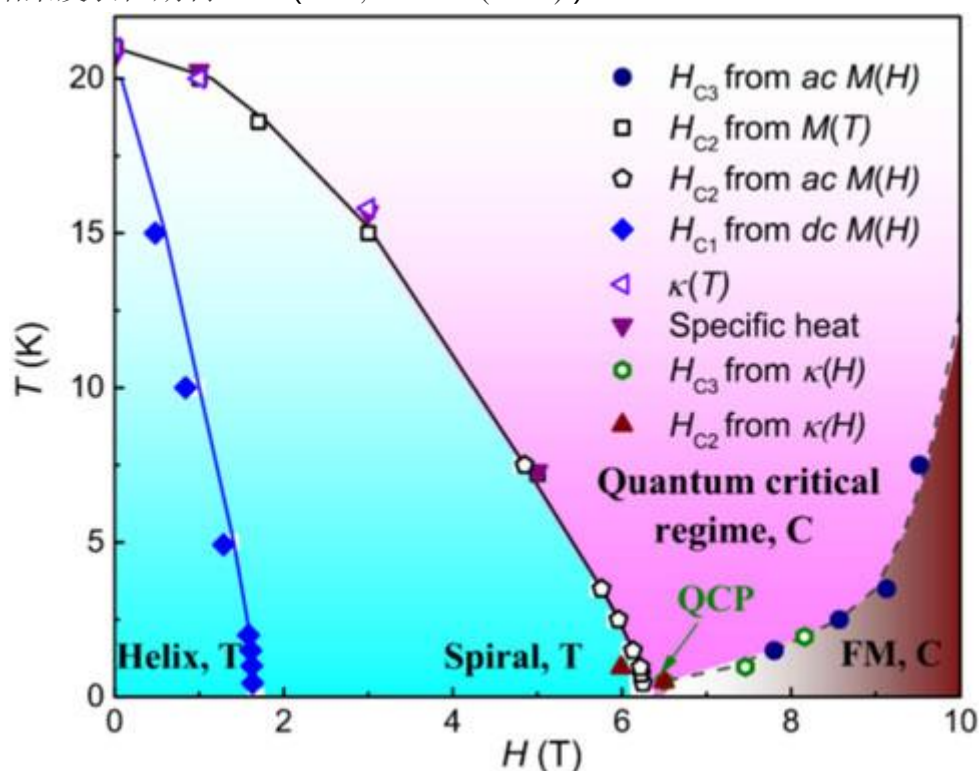 20
15
10
5
0
T (K)
H_C3 from ac M(H)
H_C2 from M(T)
H_C2 from ac M(H)
H_C1 from dc M(H)
κ(T)
Specific heat
H_C3 from κ(H)
H_C2 from κ(H)
Quantum critical
regime, C
QCP
Helix, T
Spiral, T
FM, C
0 2 4 6 8 10
H (T)